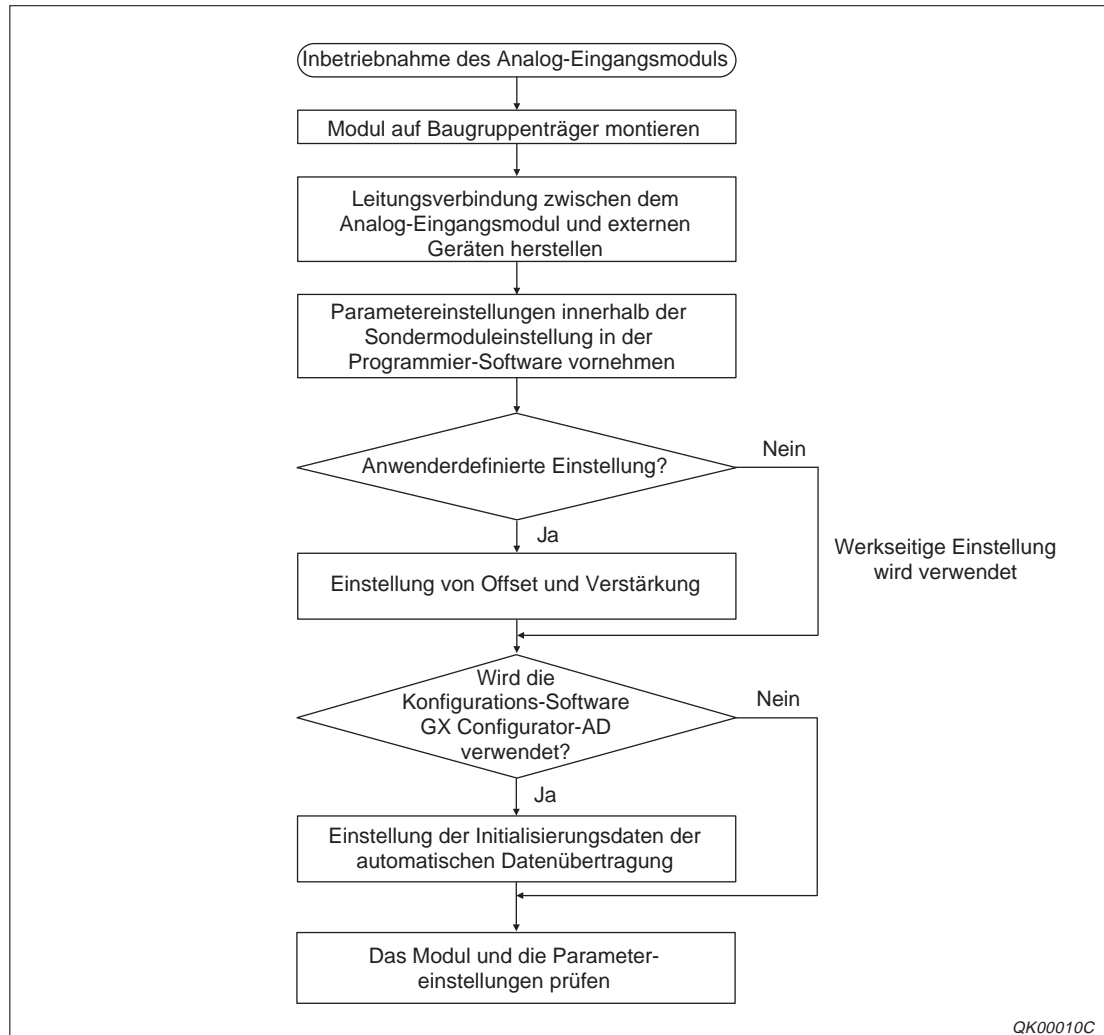 Inbetriebnahme des Analog-Eingangsmoduls
Modul auf Baugruppenträger montieren
Leitungsverbindung zwischen dem
Analog-Eingangsmodul und externen
Geräten herstellen
Parametereinstellungen innerhalb der
Sondermoduleinstellung in der
Programmier-Software vornehmen
Anwenderdefinierte Einstellung?
Nein
Ja
Werkseitige Einstellung
wird verwendet
Einstellung von Offset und Verstärkung
Wird die
Konfigurations-Software
GX Configurator-AD
verwendet?
Nein
Ja
Einstellung der Initialisierungsdaten der
automatischen Datenübertragung
Das Modul und die Parameter-
einstellungen prüfen
QK00010C